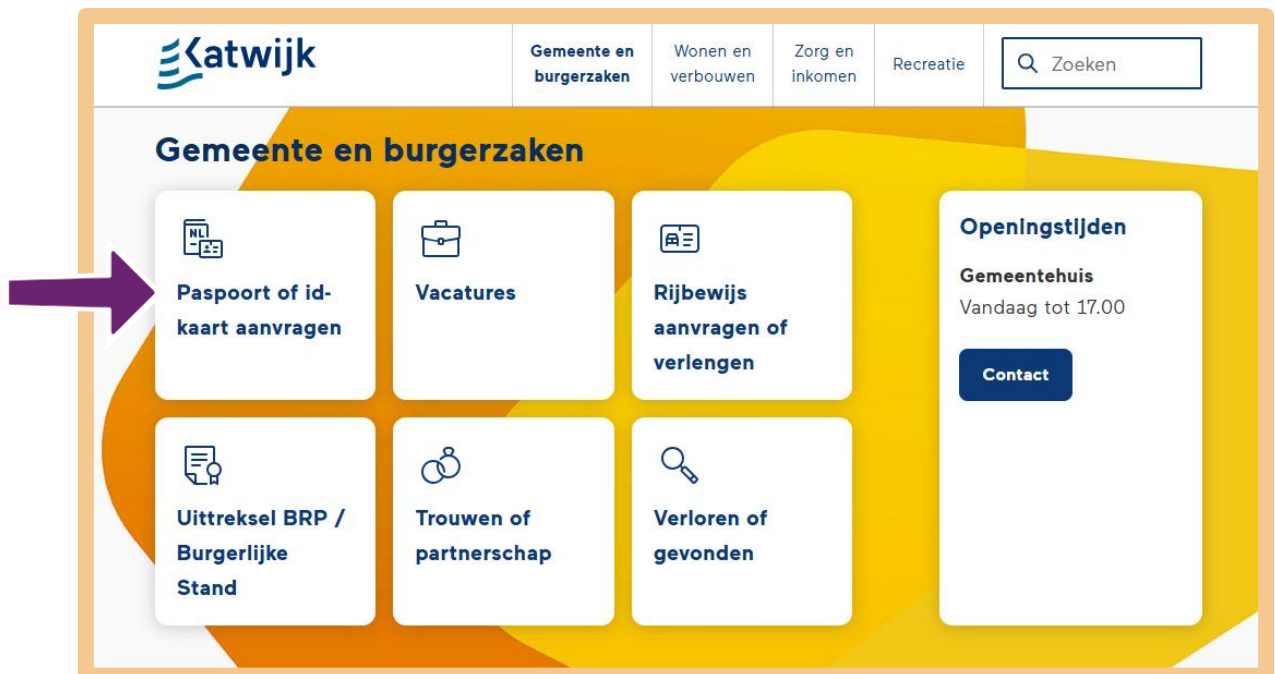 Katwijk
Gemeente en
burgerzaken
Wonen en
verbouwen
Zorg en
inkomen
Recreatie
Zoeken
Gemeente en burgerzaken
NL
Paspoort of id-
kaart aanvragen
Vacatures
Rijbewijs
aanvragen of
verlengen
Openingstijden
Gemeentehuis
Vandaag tot 17.00
Contact
Uittreksel BRP /
Burgerlijke
Stand
Trouwen of
partnerschap
Verloren of
gevonden